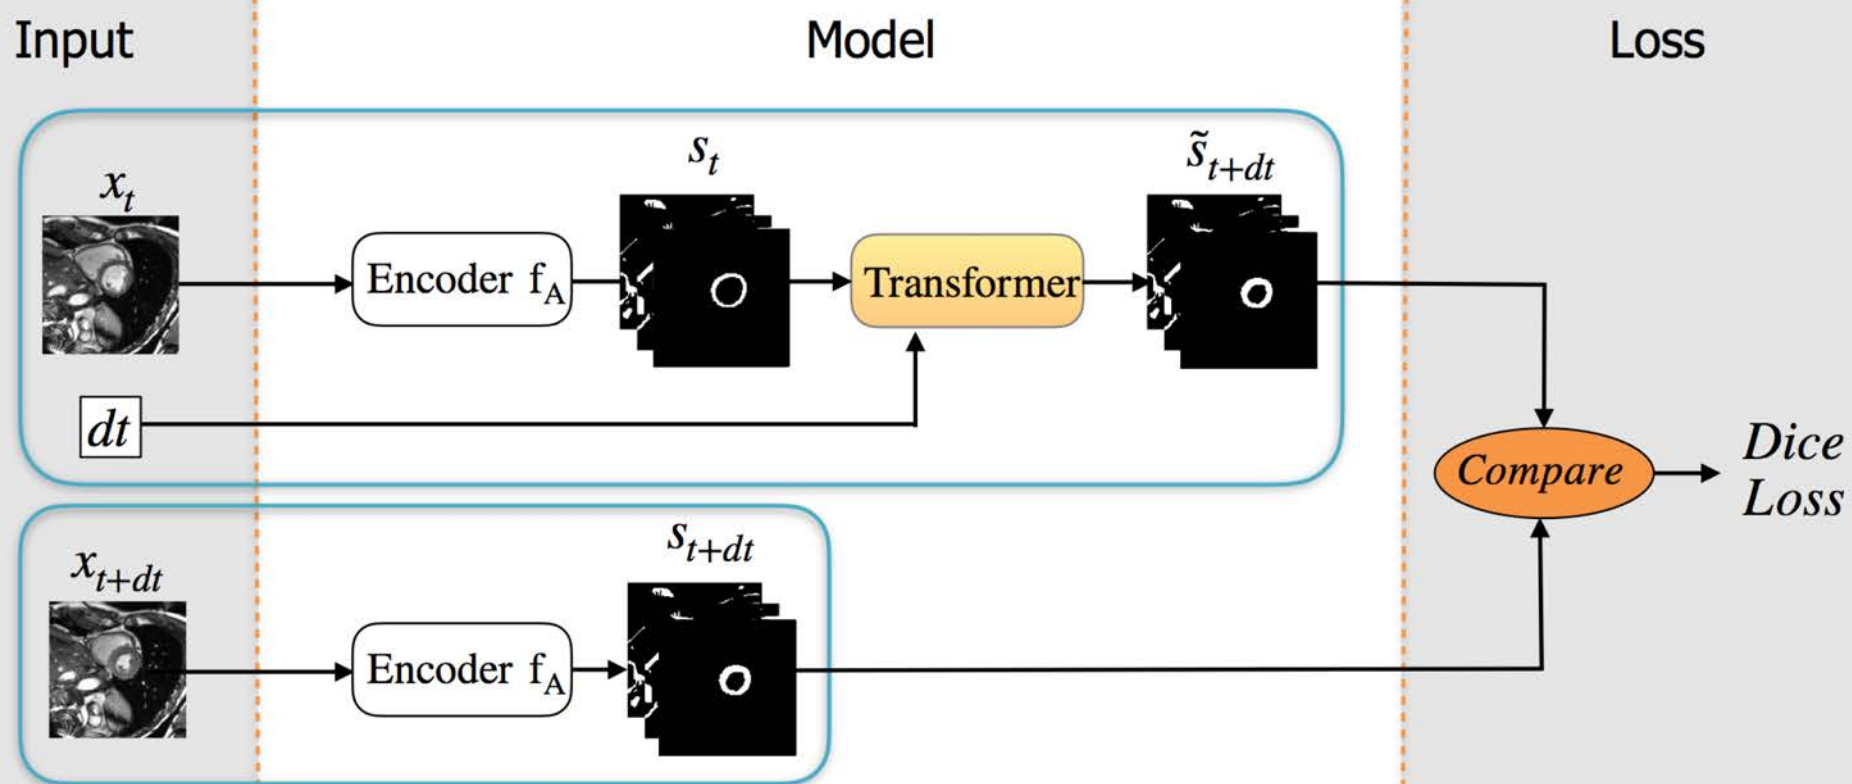 Input
Model
Loss
x_t
s_t
s̃_{t+dt}
Encoder f_A
Transformer
dt
Compare
Dice
Loss
x_{t+dt}
s_{t+dt}
Encoder f_A